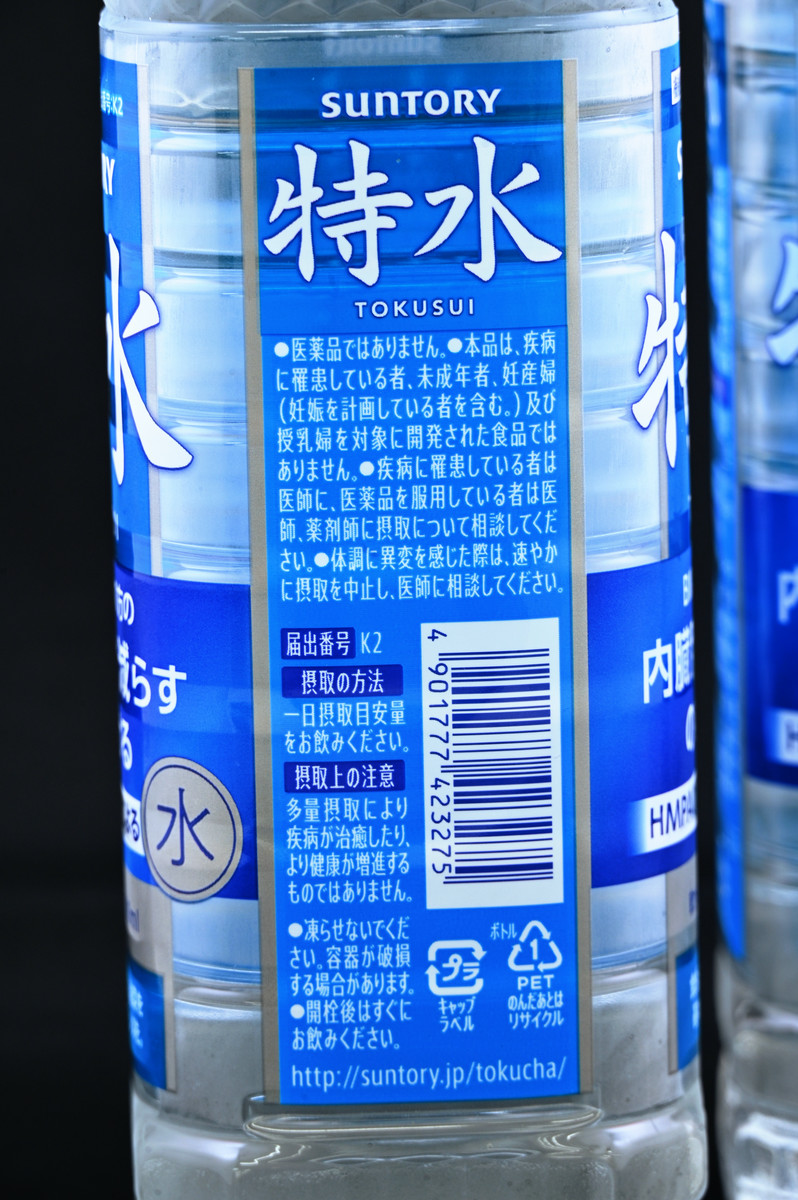 SUNTORY
特水
TOKUSUI
●医薬品ではありません。●本品は、疾病
に罹患している者、未成年者、妊産婦
(妊娠を計画している者を含む。)及び
授乳婦を対象に開発された食品では
ありません。●疾病に罹患している者は
医師に、医薬品を服用している者は医
師、薬剤師に摂取について相談してくだ
さい。●体調に異変を感じた際は、速やか
に摂取を中止し、医師に相談してください。
届出番号 K2
摂取の方法
一日摂取目安量
をお飲みください。
摂取上の注意
多量摂取により
疾病が治癒したり、
より健康が増進する
ものではありません。
4 901777 423275
●凍らせないでくだ
さい。容器が破損
する場合があります。
●開栓後はすぐに
お飲みください。
プラ
キャップ
ラベル
ボトル
1
PET
のんだあとは
リサイクル
http://suntory.jp/tokucha/
号:K2
RY
水
の
減らす
る
水
ml
S
特
内臓
の
HMPA